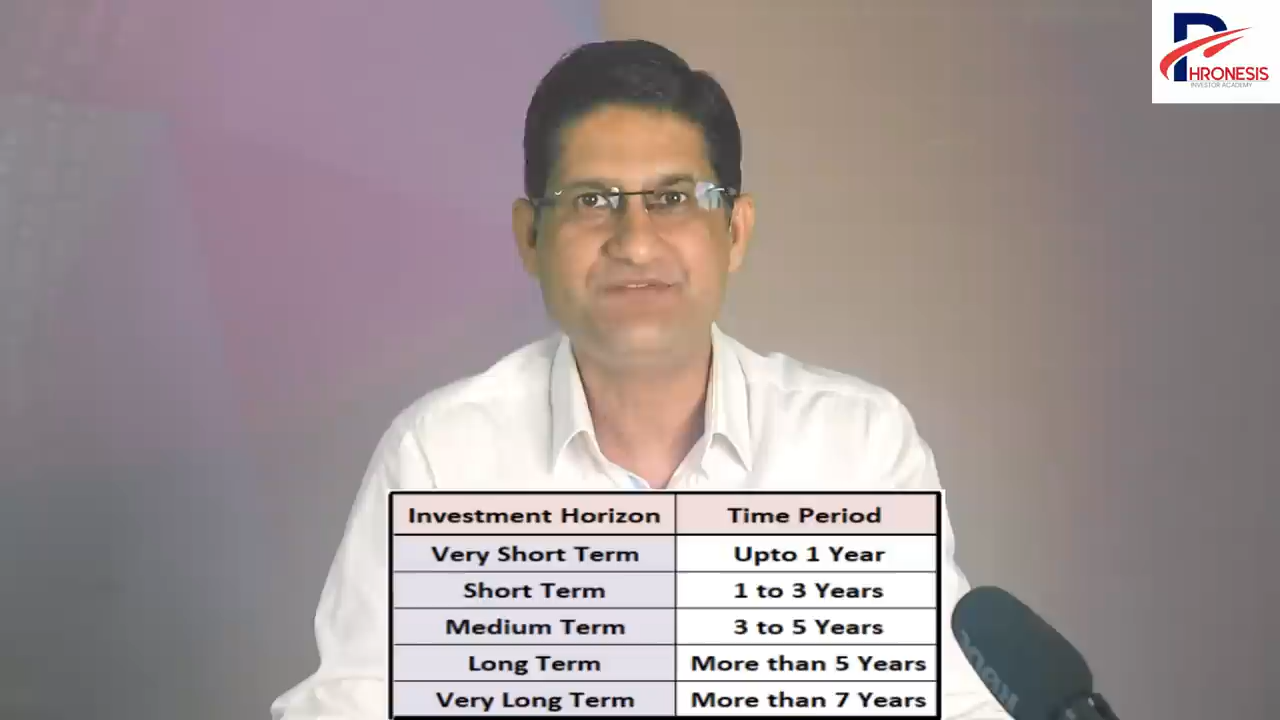 PHRONESIS
INVESTOR ACADEMY
Investment Horizon Time Period
Very Short Term Upto 1 Year
Short Term 1 to 3 Years
Medium Term 3 to 5 Years
Long Term More than 5 Years
Very Long Term More than 7 Years